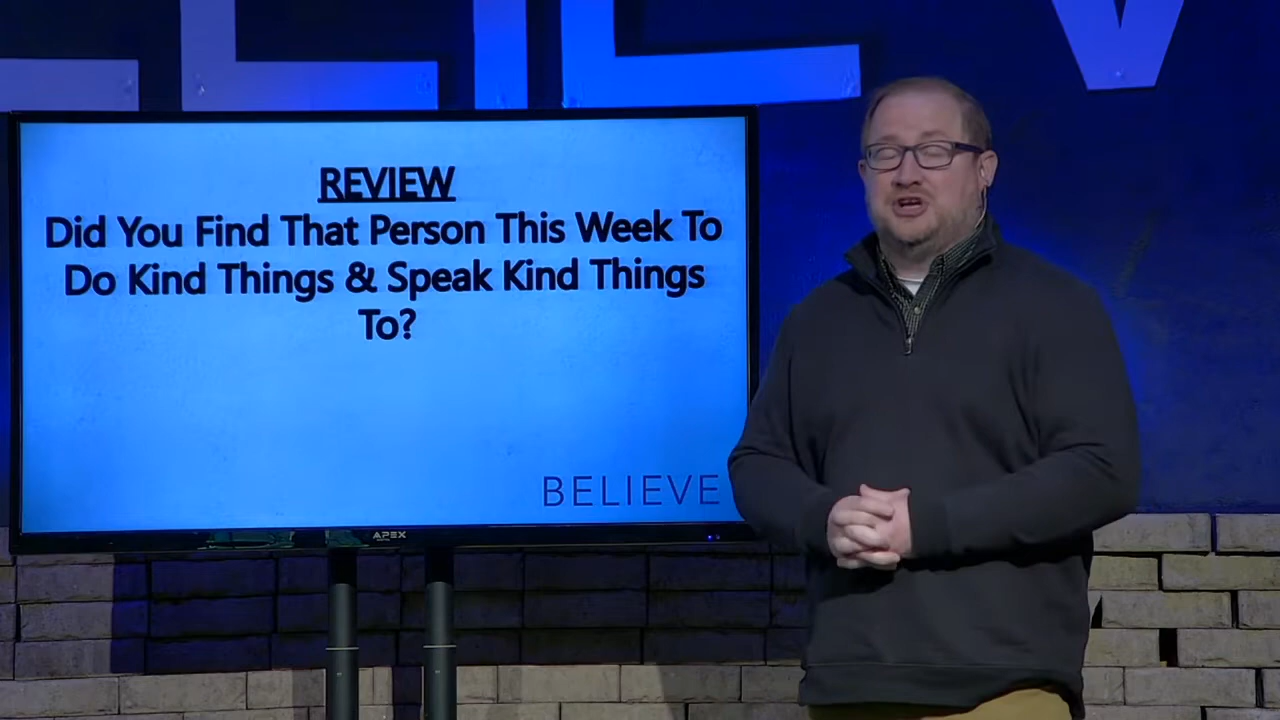 REVIEW
Did You Find That Person This Week To
Do Kind Things & Speak Kind Things
To?
BELIEVE
APEX